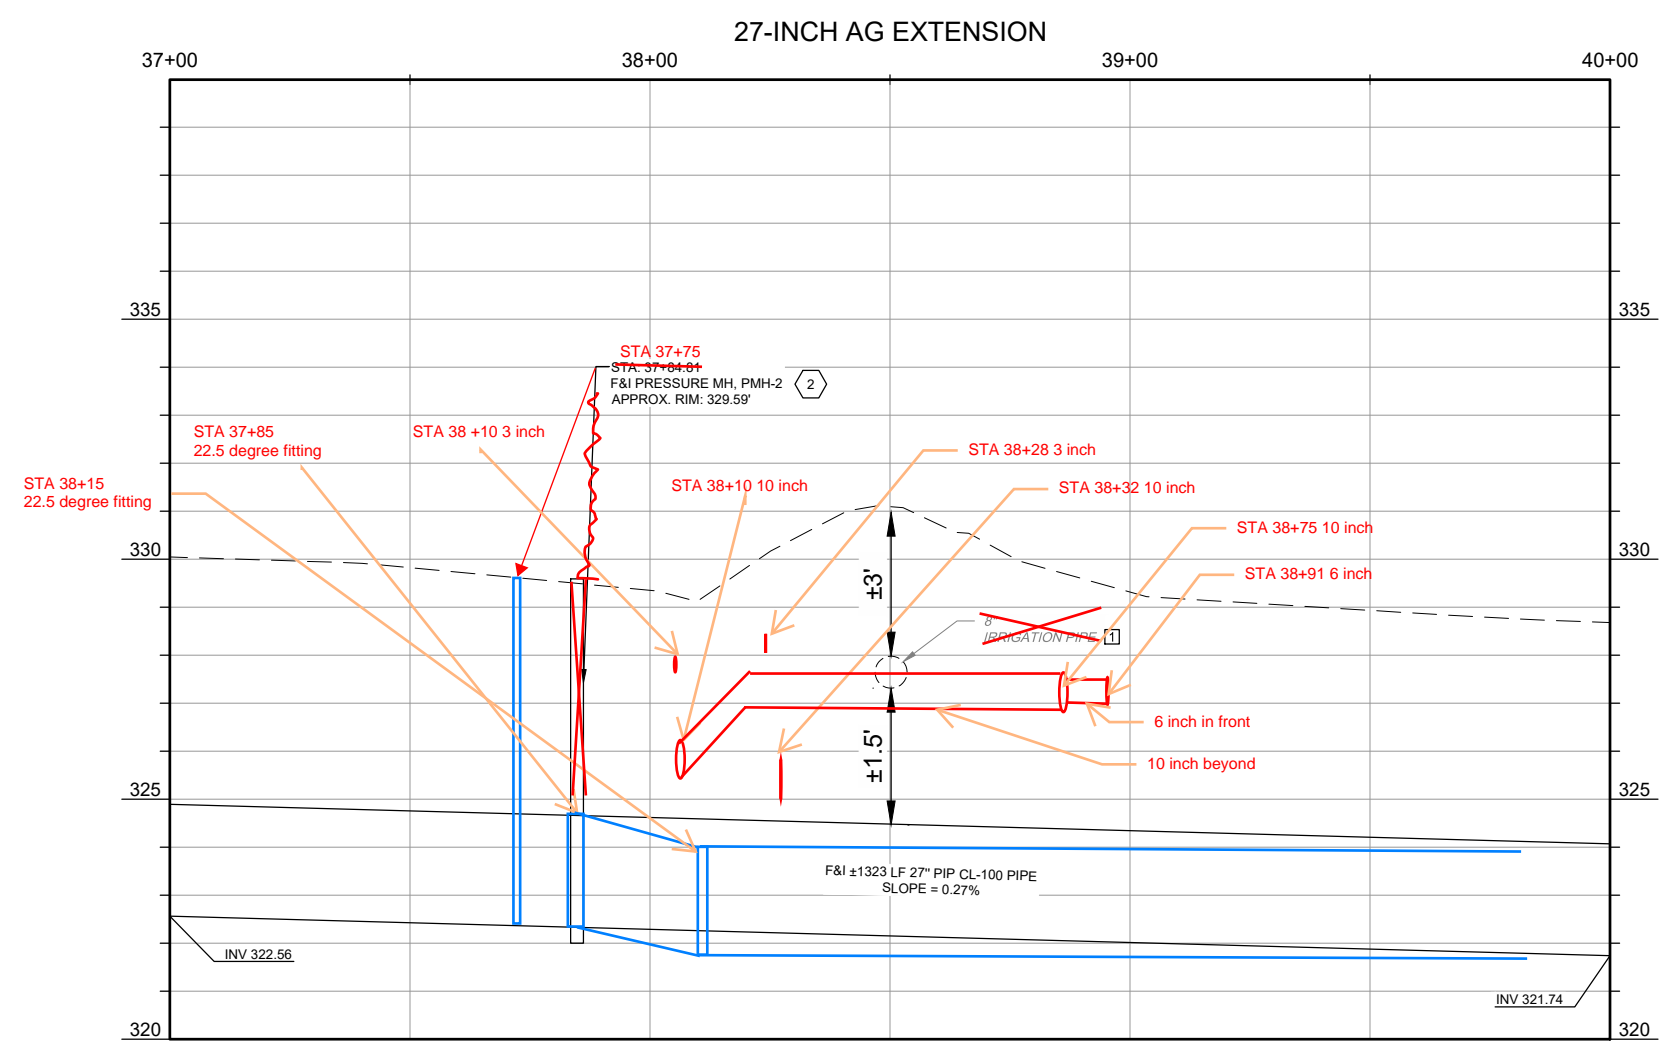 27-INCH AG EXTENSION
37+00
38+00
39+00
40+00
335
335
STA 37+75
STA: 37+84.81
F&I PRESSURE MH, PMH-2
APPROX. RIM: 329.59'
2
STA 37+85
22.5 degree fitting
STA 38 +10 3 inch
STA 38+28 3 inch
STA 38+15
22.5 degree fitting
STA 38+10 10 inch
STA 38+32 10 inch
STA 38+75 10 inch
330
330
STA 38+91 6 inch
±3'
8"
IRRIGATION PIPE
1
6 inch in front
±1.5'
10 inch beyond
325
325
F&I ±1323 LF 27" PIP CL-100 PIPE
SLOPE = 0.27%
INV 322.56
INV 321.74
320
320